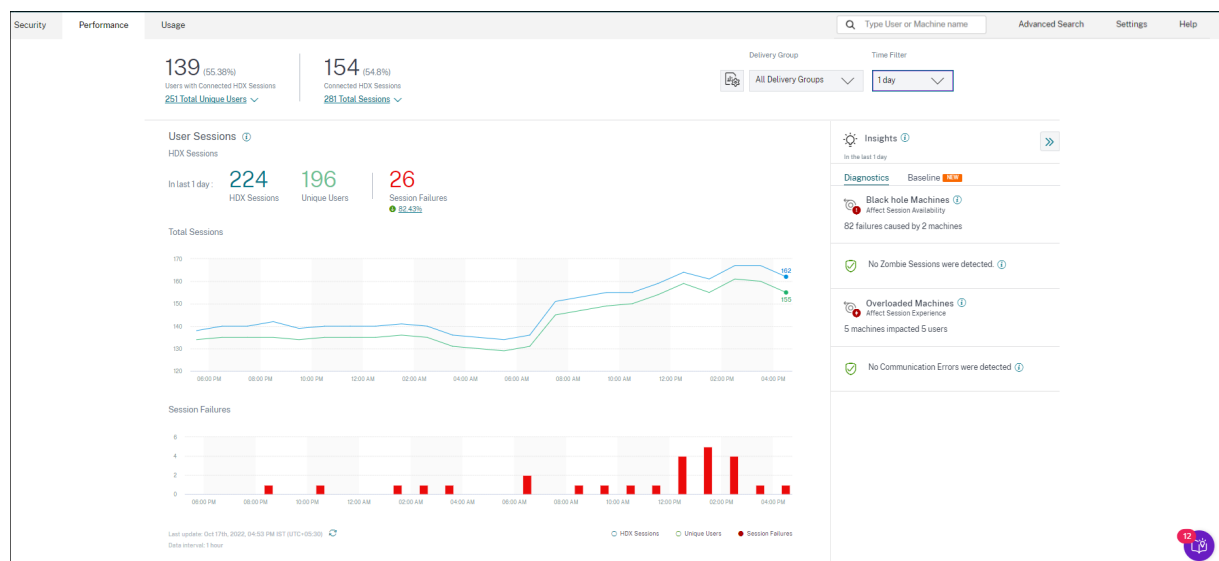 Security Performance Usage Type User or Machine name Advanced Search Settings Help
139 (55.38%) 154 (54.8%)
Users with Connected HDX Sessions Connected HDX Sessions
251 Total Unique Users 281 Total Sessions
Delivery Group Time Filter
All Delivery Groups 1 day
User Sessions
HDX Sessions
In last 1 day : 224 196 26
HDX Sessions Unique Users Session Failures
82.43%
Total Sessions
170
160
150
140
130
120
162
155
06:00 PM 08:00 PM 10:00 PM 12:00 AM 02:00 AM 04:00 AM 06:00 AM 08:00 AM 10:00 AM 12:00 PM 02:00 PM 04:00 PM
Session Failures
6
4
2
0
06:00 PM 08:00 PM 10:00 PM 12:00 AM 02:00 AM 04:00 AM 06:00 AM 08:00 AM 10:00 AM 12:00 PM 02:00 PM 04:00 PM
Last update: Oct 17th, 2022, 04:53 PM IST (UTC+05:30)
Data interval: 1 hour
HDX Sessions Unique Users Session Failures
Insights
In the last 1 day
Diagnostics Baseline NEW
Black hole Machines
Affect Session Availability
82 failures caused by 2 machines
No Zombie Sessions were detected.
Overloaded Machines
Affect Session Experience
5 machines impacted 5 users
No Communication Errors were detected
12